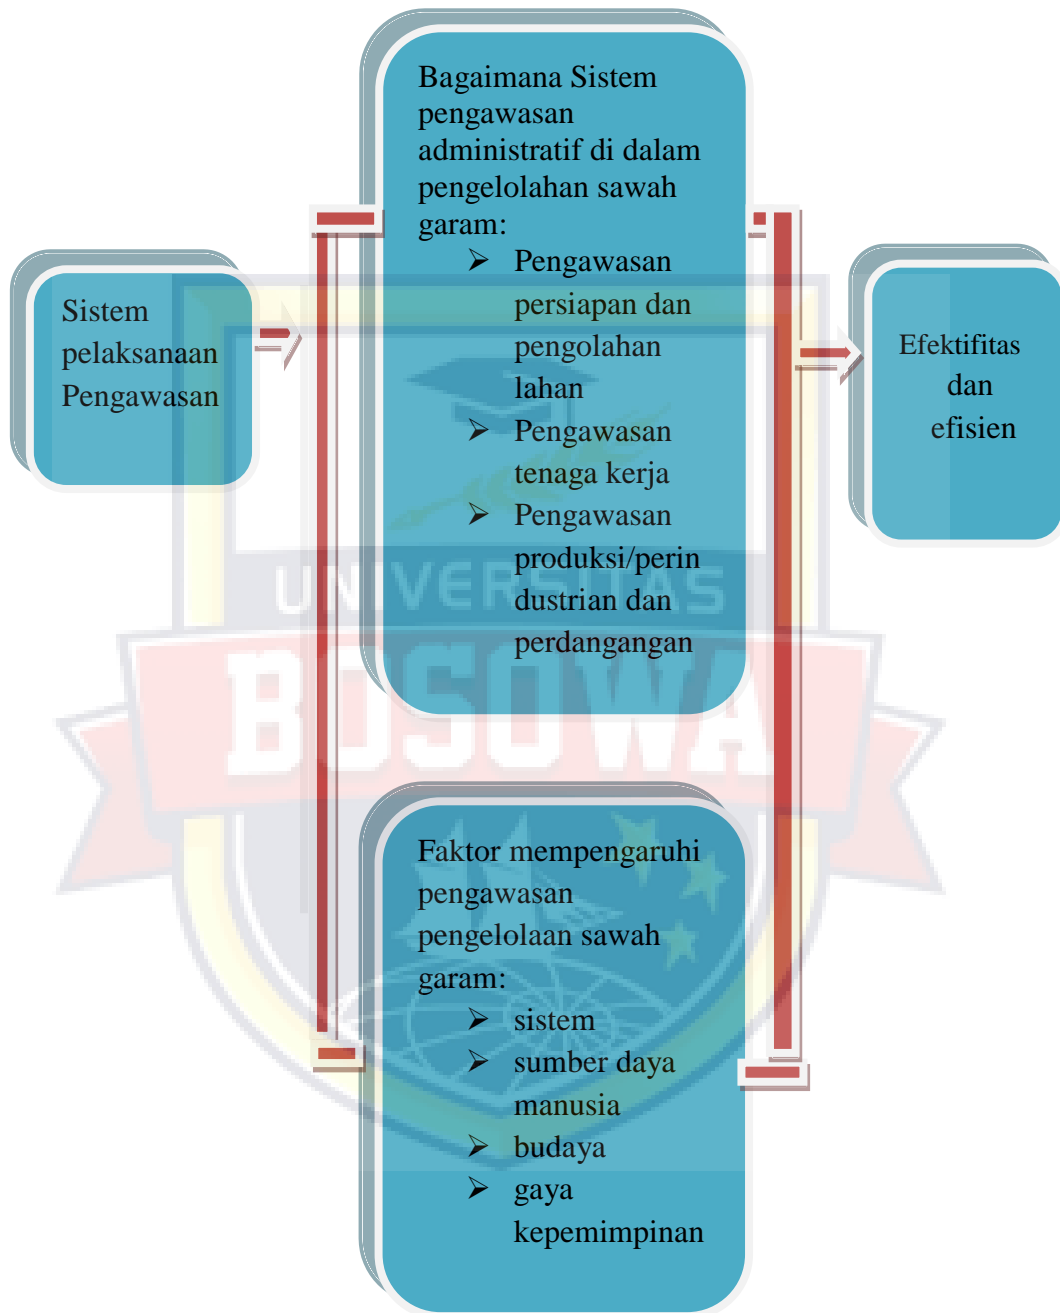 Bagaimana Sistem
pengawasan
administratif di dalam
pengelolahan sawah
garam:
➢ Pengawasan
persiapan dan
pengolahan
lahan
➢ Pengawasan
tenaga kerja
➢ Pengawasan
produksi/perin
dustrian dan
perdangangan
Sistem
pelaksanaan
Pengawasan
Efektifitas
dan
efisien
UNIVERSITAS
BOSOWA
Faktor mempengaruhi
pengawasan
pengelolaan sawah
garam:
➢ sistem
➢ sumber daya
manusia
➢ budaya
➢ gaya
kepemimpinan